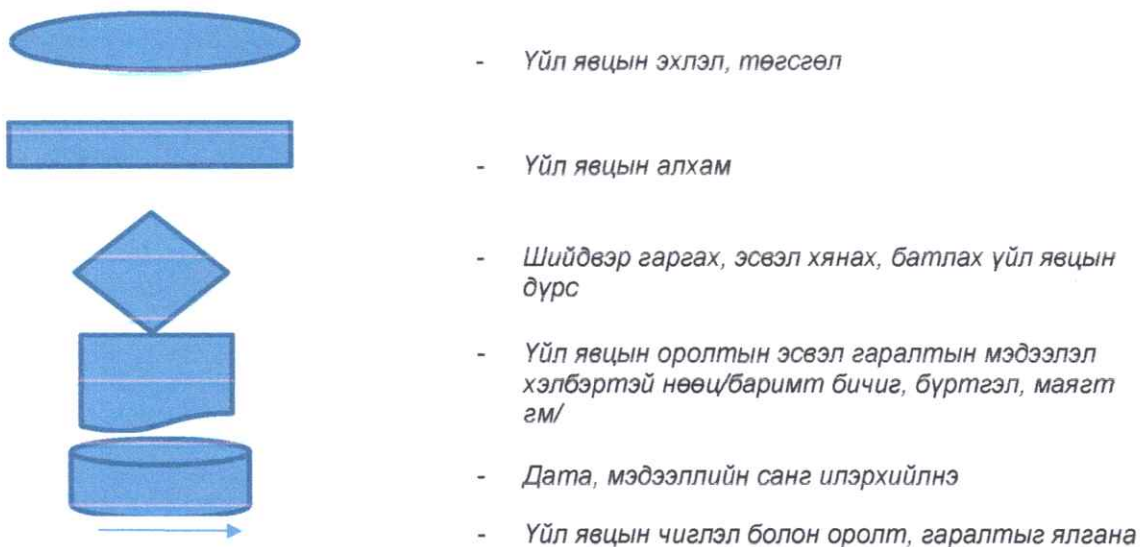 - Үйл явцын эхлэл, төгсгөл
- Үйл явцын алхам
- Шийдвэр гаргах, эсвэл хянах, батлах үйл явцын
дүрс
- Үйл явцын оролтын эсвэл гаралтын мэдээлэл
хэлбэртэй нөөц/баримт бичиг, бүртгэл, маягт
гм/
- Дата, мэдээллийн санг илэрхийлнэ
- Үйл явцын чиглэл болон оролт, гаралтыг ялгана